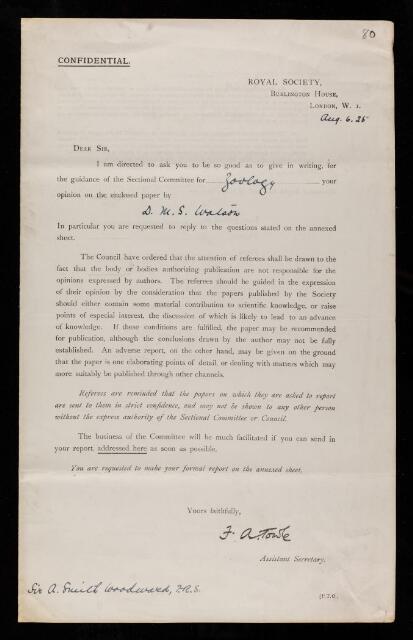 80
CONFIDENTIAL.
ROYAL SOCIETY,
BURLINGTON HOUSE,
LONDON, W. 1.
Aug. 6. 25
DEAR SIR,
I am directed to ask you to be so good as to give in writing, for
the guidance of the Sectional Committee for Zoology your
opinion on the enclosed paper by
D. M. S. Watson
In particular you are requested to reply to the questions stated on the annexed
sheet.
The Council have ordered that the attention of referees shall be drawn to the
fact that the body or bodies authorizing publication are not responsible for the
opinions expressed by authors. The referees should be guided in the expression
of their opinion by the consideration that the papers published by the Society
should either contain some material contribution to scientific knowledge, or raise
points of especial interest, the discussion of which is likely to lead to an advance
of knowledge. If these conditions are fulfilled, the paper may be recommended
for publication, although the conclusions drawn by the author may not be fully
established. An adverse report, on the other hand, may be given on the ground
that the paper is one elaborating points of detail or dealing with matters which may
more suitably be published through other channels.
Referees are reminded that the papers on which they are asked to report
are sent to them in strict confidence, and may not be shown to any other person
without the express authority of the Sectional Committee or Council.
The business of the Committee will be much facilitated if you can send in
your report, addressed here as soon as possible.
You are requested to make your formal report on the annexed sheet.
Yours faithfully,
F. A. Towle
Assistant Secretary.
Sir A. Smith Woodward, F.R.S.
[P.T.O.